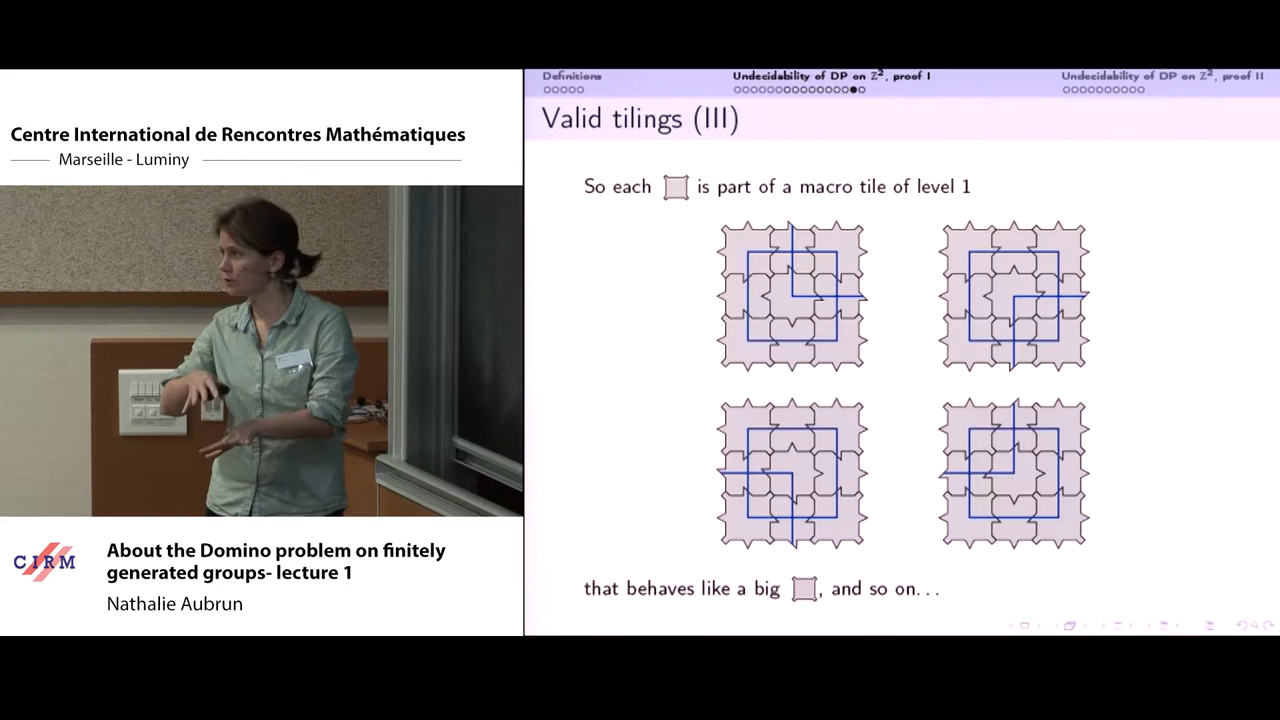 Centre International de Rencontres Mathématiques
Marseille - Luminy
CIRM
About the Domino problem on finitely
generated groups- lecture 1
Nathalie Aubrun
Definitions
Undecidability of DP on ℤ², proof I
Undecidability of DP on ℤ², proof II
Valid tilings (III)
So each is part of a macro tile of level 1
that behaves like a big , and so on...